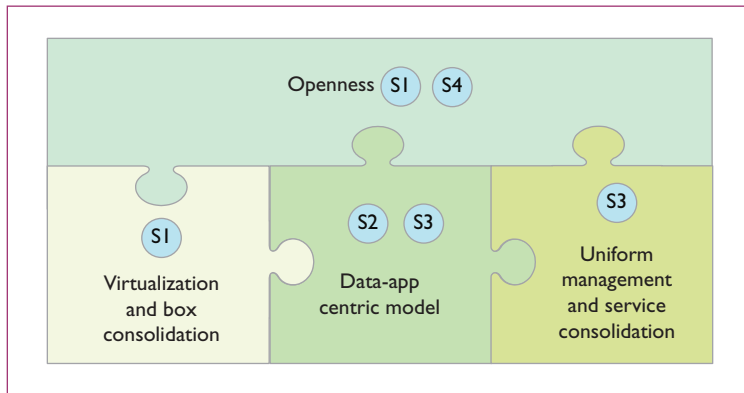 Openness S1 S4
S1
Virtualization
and box
consolidation
S2 S3
Data-app
centric model
S3
Uniform
management
and service
consolidation